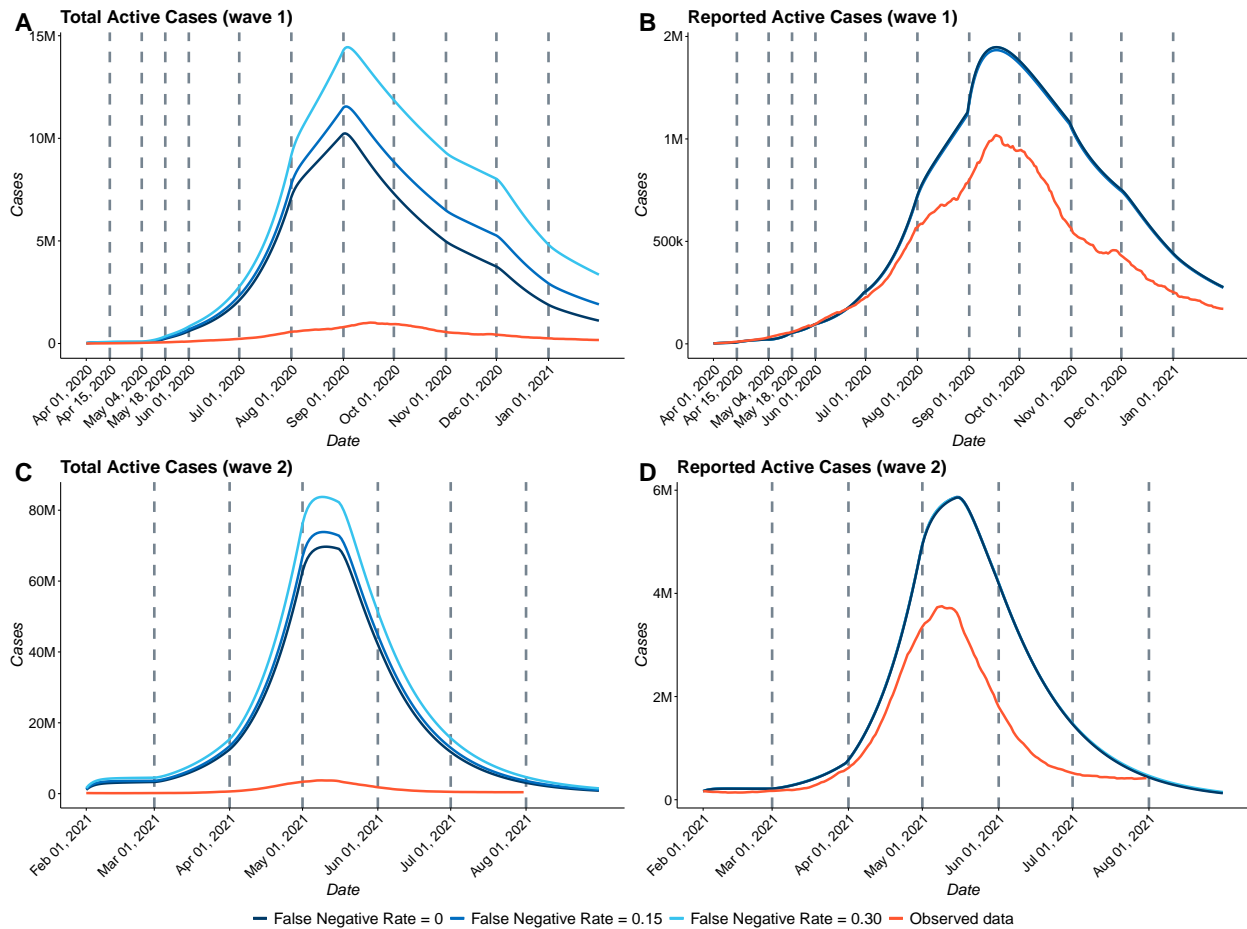 A Total Active Cases (wave 1)
15M
10M
5M
0
Cases
Apr 01, 2020
Apr 15, 2020
May 04, 2020
May 18, 2020
Jun 01, 2020
Jul 01, 2020
Aug 01, 2020
Sep 01, 2020
Oct 01, 2020
Nov 01, 2020
Dec 01, 2020
Jan 01, 2021
Date
B Reported Active Cases (wave 1)
2M
1M
500k
0
Cases
Apr 01, 2020
Apr 15, 2020
May 04, 2020
May 18, 2020
Jun 01, 2020
Jul 01, 2020
Aug 01, 2020
Sep 01, 2020
Oct 01, 2020
Nov 01, 2020
Dec 01, 2020
Jan 01, 2021
Date
C Total Active Cases (wave 2)
80M
60M
40M
20M
0
Cases
Feb 01, 2021
Mar 01, 2021
Apr 01, 2021
May 01, 2021
Jun 01, 2021
Jul 01, 2021
Aug 01, 2021
Date
D Reported Active Cases (wave 2)
6M
4M
2M
0
Cases
Feb 01, 2021
Mar 01, 2021
Apr 01, 2021
May 01, 2021
Jun 01, 2021
Jul 01, 2021
Aug 01, 2021
Date
False Negative Rate = 0 False Negative Rate = 0.15 False Negative Rate = 0.30 Observed data